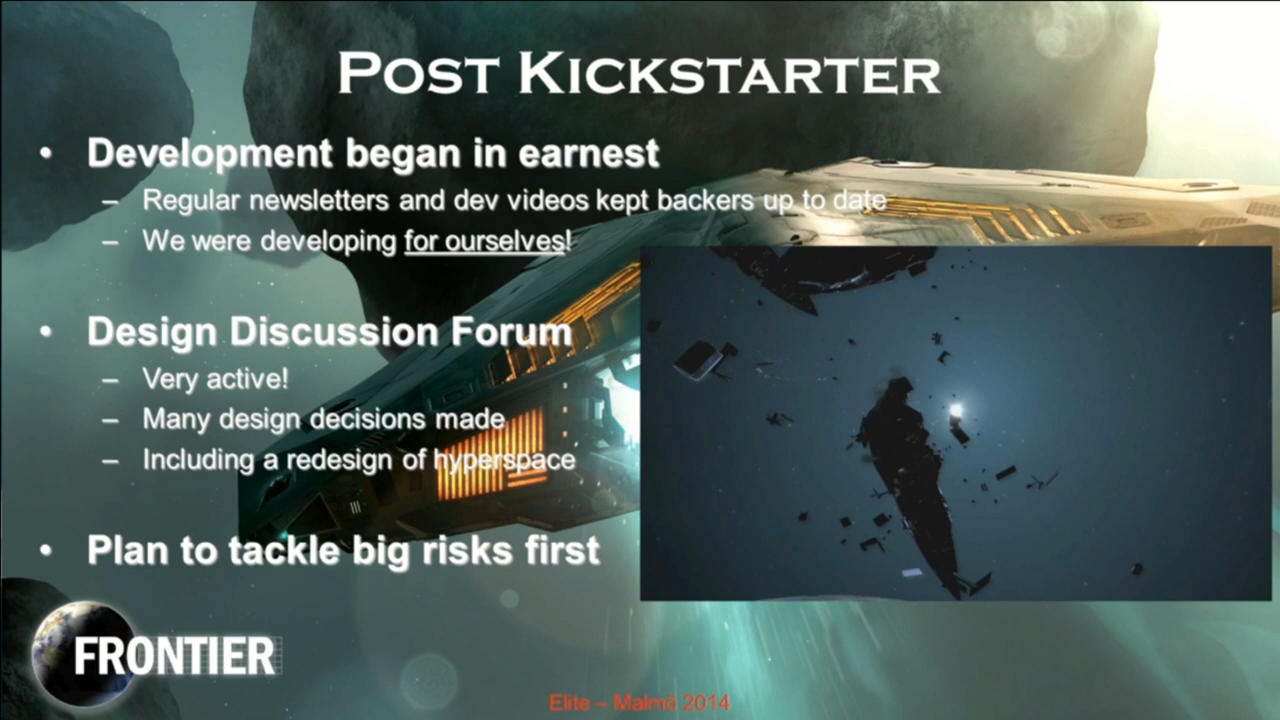 Post Kickstarter
• Development began in earnest
– Regular newsletters and dev videos kept backers up to date
– We were developing for ourselves!
• Design Discussion Forum
– Very active!
– Many design decisions made
– Including a redesign of hyperspace
• Plan to tackle big risks first
FRONTIER
Elite – Malmö 2014